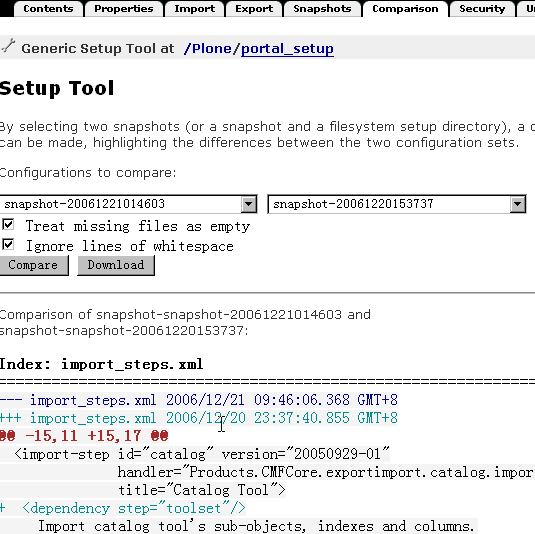 Contents Properties Import Export Snapshots Comparison Security
Generic Setup Tool at /Plone/portal_setup
Setup Tool
By selecting two snapshots (or a snapshot and a filesystem setup directory), a
can be made, highlighting the differences between the two configuration sets.
Configurations to compare:
snapshot-20061221014603 snapshot-20061220153737
Treat missing files as empty
Ignore lines of whitespace
Compare Download
Comparison of snapshot-snapshot-20061221014603 and
snapshot-snapshot-20061220153737:
Index: import_steps.xml
===================================================================
--- import_steps.xml 2006/12/21 09:46:06.368 GMT+8
+++ import_steps.xml 2006/12/20 23:37:40.855 GMT+8
@@ -15,11 +15,17 @@
<import-step id="catalog" version="20050929-01"
handler="Products.CMFCore.exportimport.catalog.impor
title="Catalog Tool">
+ <dependency step="toolset"/>
Import catalog tool's sub-objects, indexes and columns.